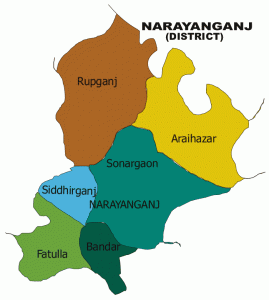 NARAYANGANJ
(DISTRICT)
Rupganj
Araihazar
Sonargaon
Siddhirganj
NARAYANGANJ
Fatulla
Bandar